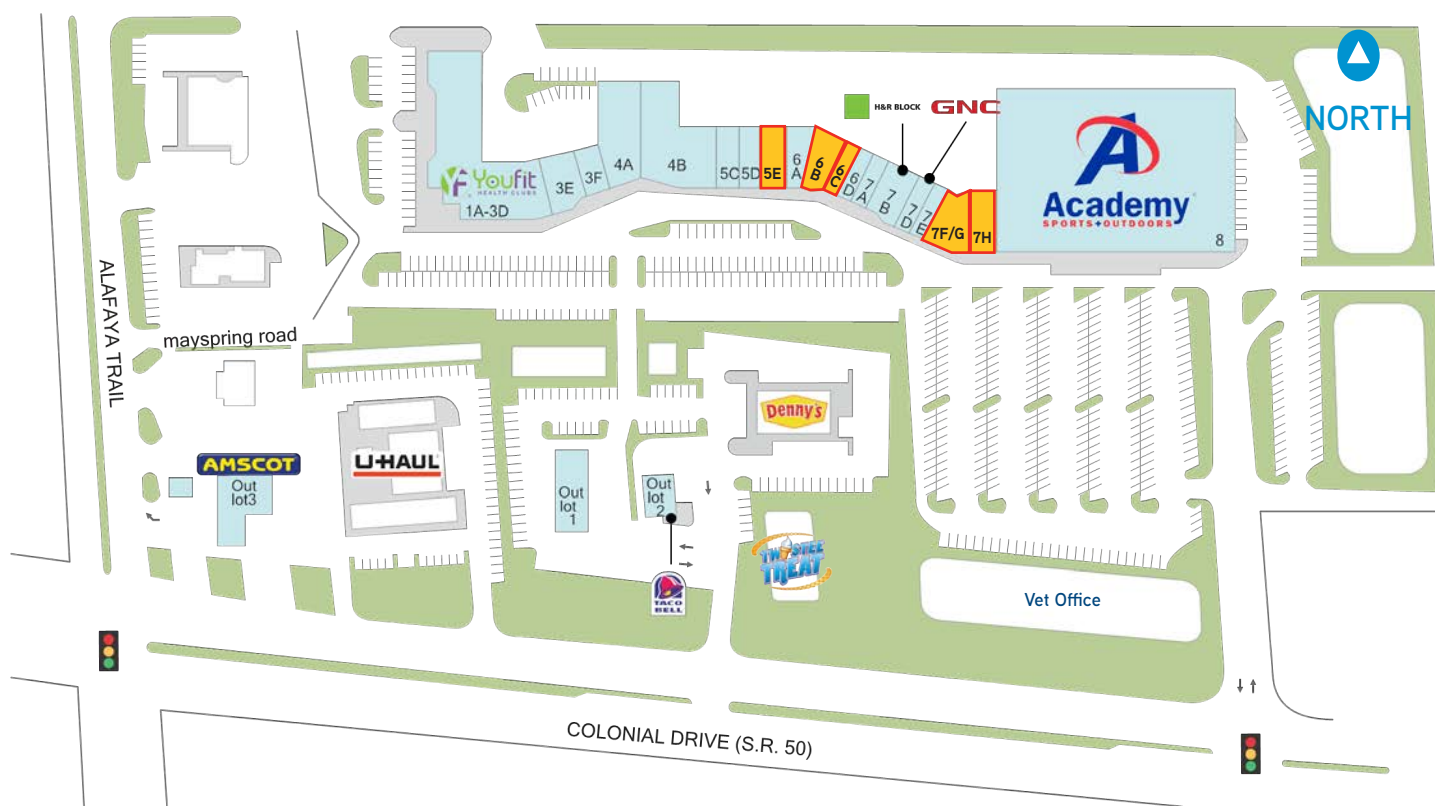 NORTH
H&R BLOCK
GNC
Youfit
HEALTH CLUBS
1A-3D
3E
3F
4A
4B
5C
5D
5E
6
A
6
B
6
C
6
D
7
A
7
B
7
D
7
E
7F/G
7H
Academy
SPORTS+OUTDOORS
8
ALAFAYA TRAIL
mayspring road
AMSCOT
Out
lot3
U-HAUL
Out
lot
1
Out
lot
2
TACO
BELL
Denny's
TWISTEE
TREAT
Vet Office
COLONIAL DRIVE (S.R. 50)